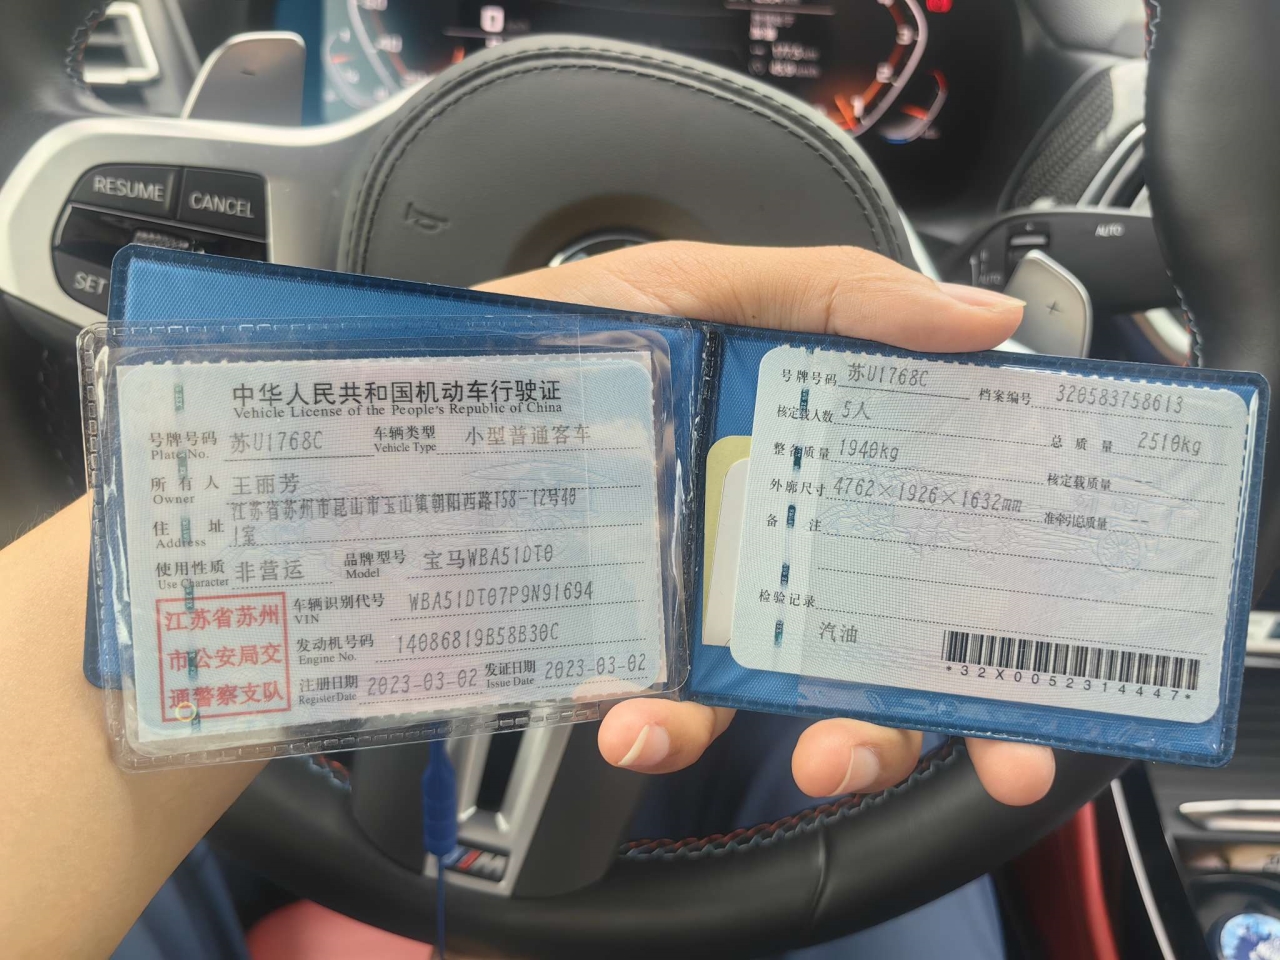 RESUME
CANCEL
SET
AUTO
AUTO
中华人民共和国机动车行驶证
Vehicle License of the People's Republic of China
号牌号码 苏U1768C 车辆类型 小型普通客车
Plate No. Vehicle Type
所有人 王丽芳
Owner
住址 江苏省苏州市昆山市玉山镇朝阳西路158-12号40
Address 1室
使用性质 非营运 品牌型号 宝马WBA51DT0
Use Character Model
江苏省苏州
市公安局交
通警察支队
车辆识别代号 WBA51DT07P9N91694
VIN
发动机号码 14086819B58B30C
Engine No.
注册日期 2023-03-02 发证日期 2023-03-02
Register Date Issue Date
号牌号码 苏U1768C 档案编号 320583758613
核定载人数 5人 总质量 2510kg
整备质量 1940kg 核定载质量 --
外廓尺寸 4762×1926×1632mm 准牵引总质量 --
备注
检验记录
汽油
*32X0052314447*